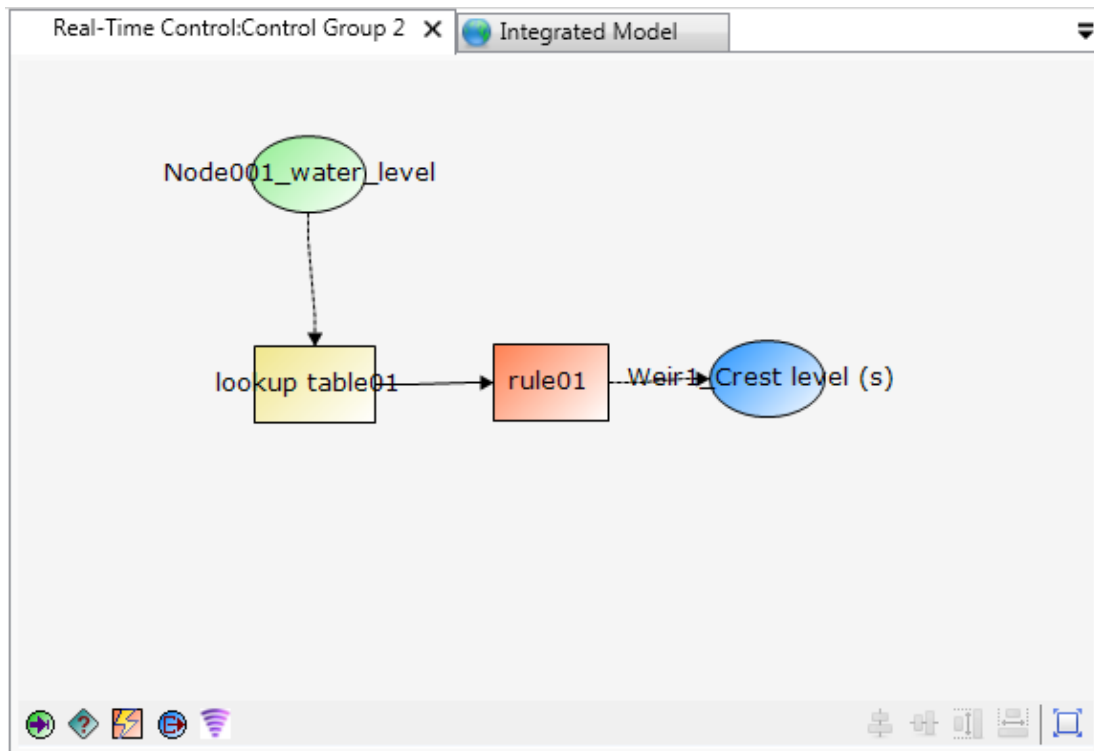 Real-Time Control:Control Group 2
Integrated Model
Node001_water_level
lookup table01
rule01
Weir1_Crest level (s)